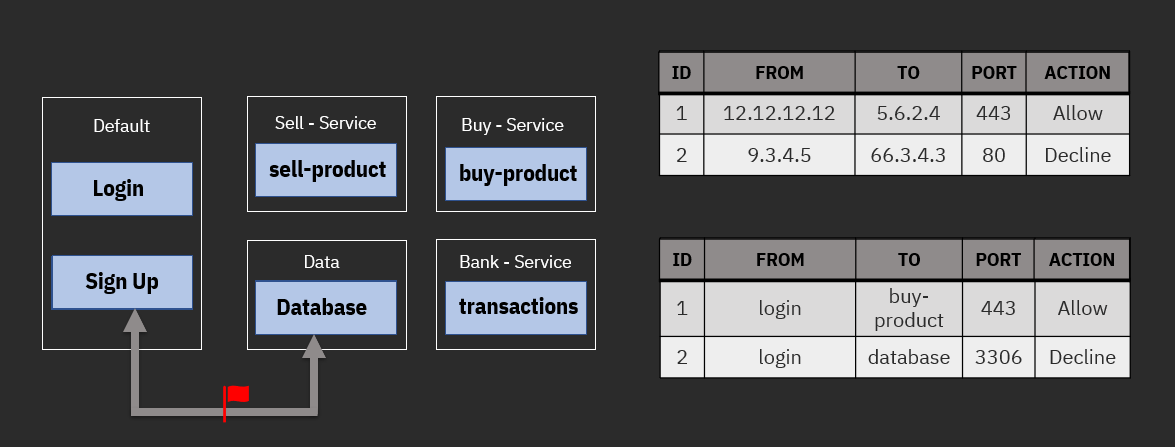 Default
Login
Sign Up
Sell - Service
sell-product
Buy - Service
buy-product
Data
Database
Bank - Service
transactions
ID FROM TO PORT ACTION
1 12.12.12.12 5.6.2.4 443 Allow
2 9.3.4.5 66.3.4.3 80 Decline
ID FROM TO PORT ACTION
1 login buy-
product 443 Allow
2 login database 3306 Decline